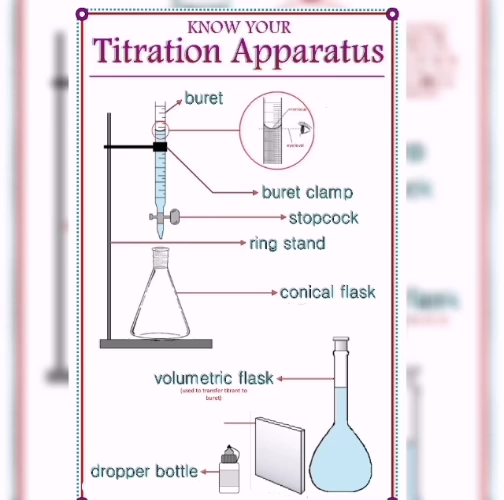 KNOW YOUR
Titration Apparatus
buret
buret clamp
stopcock
ring stand
conical flask
volumetric flask
(used to transfer titrant to
buret)
dropper bottle